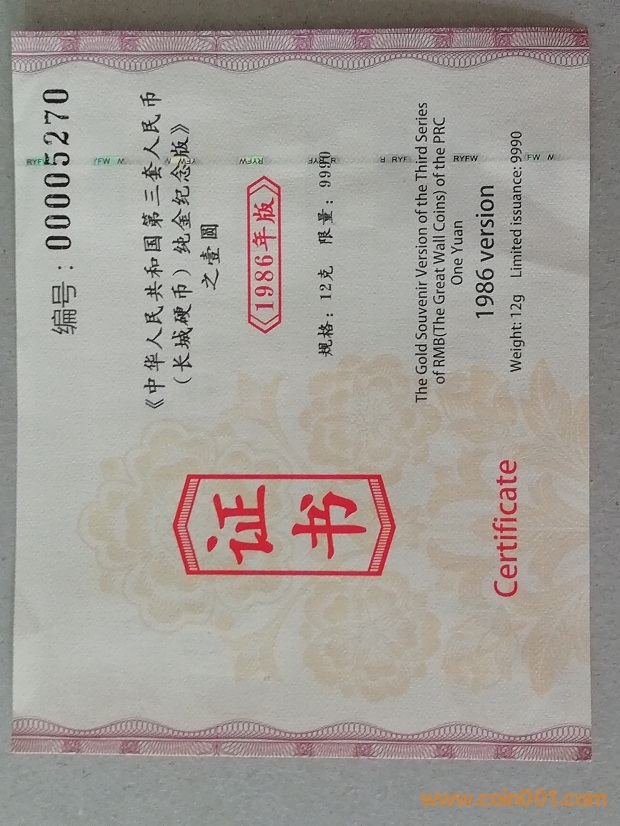 证书
Certificate
编号：00005270
《中华人民共和国第三套人民币
（长城硬币）纯金纪念版》
之壹圆
1986年版
规格：12克 限量：9990
The Gold Souvenir Version of the Third Series
of RMB(The Great Wall Coins) of the PRC
One Yuan
1986 version
Weight: 12g Limited issuance: 9990
RYFW
www.coin001.com